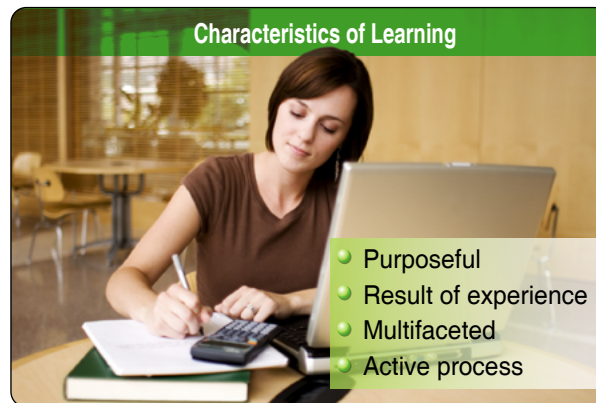 Characteristics of Learning
Purposeful
Result of experience
Multifaceted
Active process